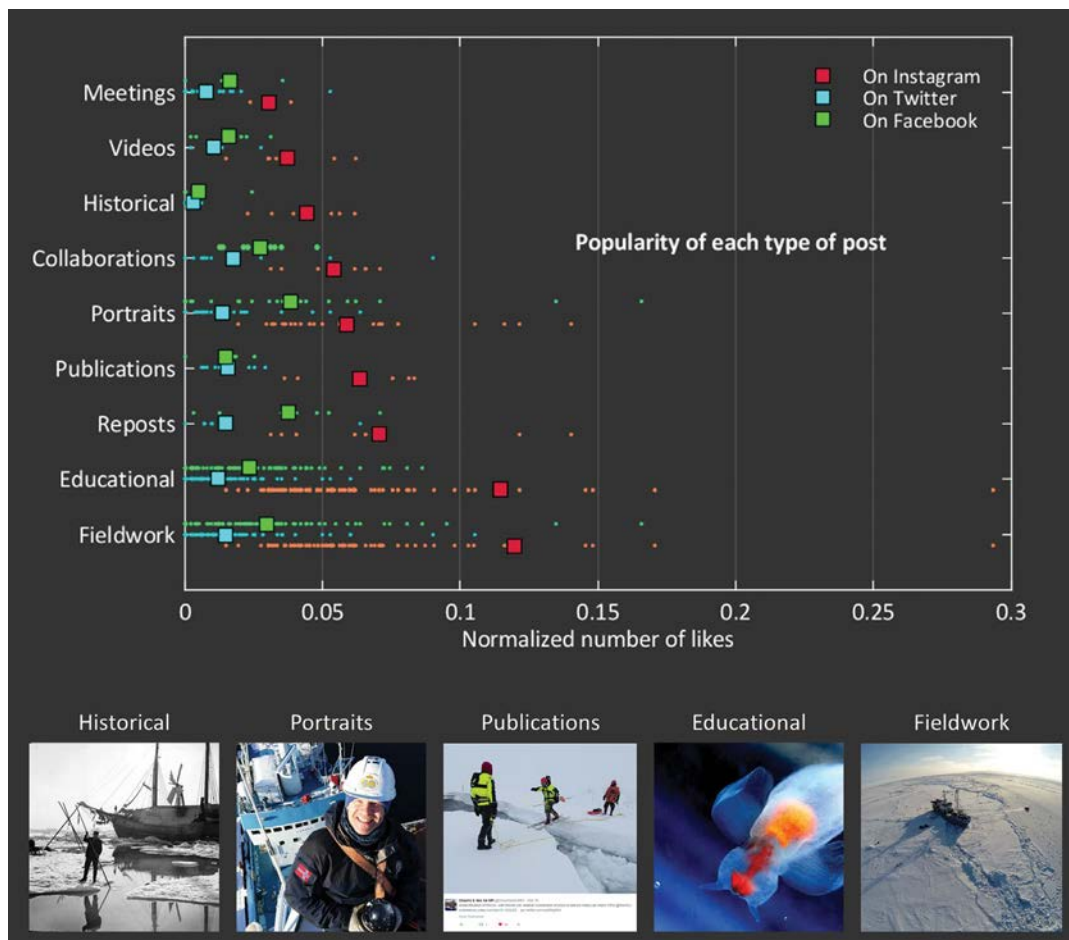 Meetings
Videos
Historical
Collaborations
Portraits
Publications
Reposts
Educational
Fieldwork
On Instagram
On Twitter
On Facebook
Popularity of each type of post
0 0.05 0.1 0.15 0.2 0.25 0.3
Normalized number of likes
Historical Portraits Publications Educational Fieldwork